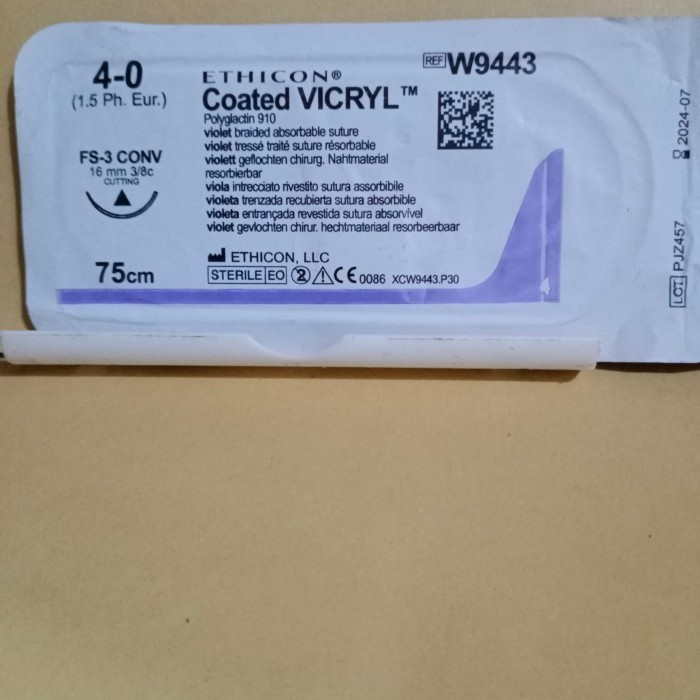 4-0
(1.5 Ph. Eur.)
FS-3 CONV
16 mm 3/8c
CUTTING
75cm
ETHICON®
Coated VICRYL™
Polyglactin 910
violet braided absorbable suture
violet tressé traité suture résorbable
violett geflochten chirurg. Nahtmaterial
resorbierbar
viola intrecciato rivestito sutura assorbibile
violeta trenzada recubierta sutura absorbible
violeta entrançada revestida sutura absorvível
violet gevlochten chirur. hechtmateriaal resorbeerbaar
ETHICON, LLC
STERILE EO 2 CE 0086 XCW9443.P30
REF W9443
2024-07
LOT PJZ457